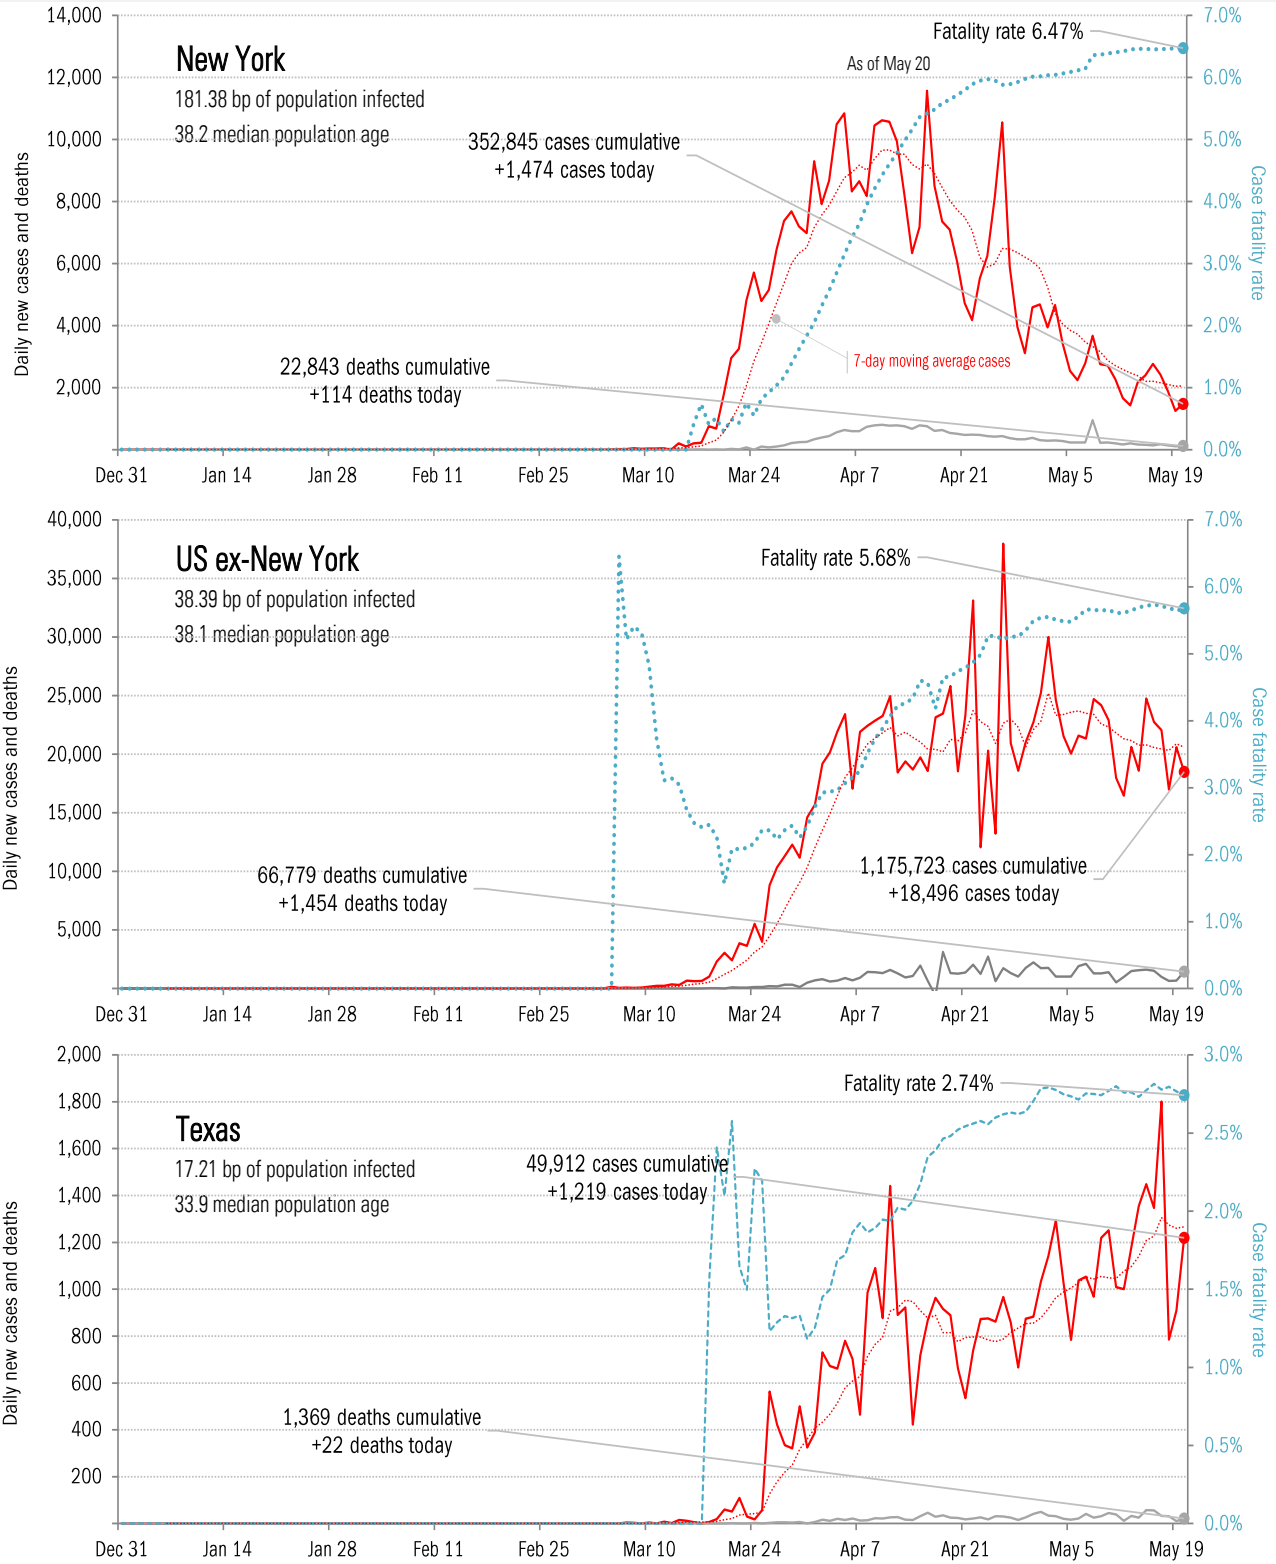 14,000
12,000
10,000
8,000
6,000
4,000
2,000
Daily new cases and deaths
New York
181.38 bp of population infected
38.2 median population age
352,845 cases cumulative
+1,474 cases today
22,843 deaths cumulative
+114 deaths today
Fatality rate 6.47%
As of May 20
7-day moving average cases
7.0%
6.0%
5.0%
4.0%
3.0%
2.0%
1.0%
0.0%
Case fatality rate
Dec 31 Jan 14 Jan 28 Feb 11 Feb 25 Mar 10 Mar 24 Apr 7 Apr 21 May 5 May 19
40,000
35,000
30,000
25,000
20,000
15,000
10,000
5,000
Daily new cases and deaths
US ex-New York
38.39 bp of population infected
38.1 median population age
Fatality rate 5.68%
66,779 deaths cumulative
+1,454 deaths today
1,175,723 cases cumulative
+18,496 cases today
7.0%
6.0%
5.0%
4.0%
3.0%
2.0%
1.0%
0.0%
Case fatality rate
Dec 31 Jan 14 Jan 28 Feb 11 Feb 25 Mar 10 Mar 24 Apr 7 Apr 21 May 5 May 19
2,000
1,800
1,600
1,400
1,200
1,000
800
600
400
200
Daily new cases and deaths
Texas
17.21 bp of population infected
33.9 median population age
Fatality rate 2.74%
49,912 cases cumulative
+1,219 cases today
1,369 deaths cumulative
+22 deaths today
3.0%
2.5%
2.0%
1.5%
1.0%
0.5%
0.0%
Case fatality rate
Dec 31 Jan 14 Jan 28 Feb 11 Feb 25 Mar 10 Mar 24 Apr 7 Apr 21 May 5 May 19